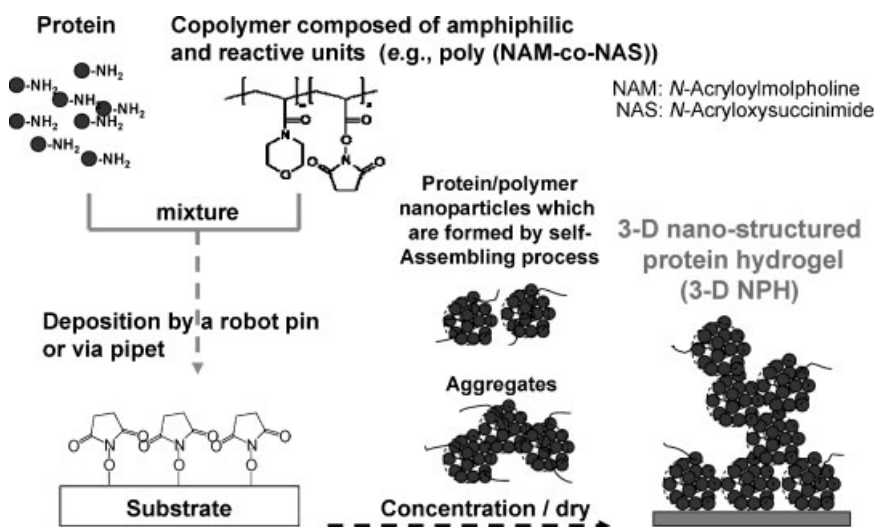 Protein
Copolymer composed of amphiphilic
and reactive units (e.g., poly (NAM-co-NAS))
NAM: N-Acryloylmolpholine
NAS: N-Acryloxysuccinimide
-NH2
-NH2
-NH2
-NH2
-NH2
-NH2
-NH2
O
N
O
O
O
N
O
O
mixture
Protein/polymer
nanoparticles which
are formed by self-
Assembling process
3-D nano-structured
protein hydrogel
(3-D NPH)
Deposition by a robot pin
or via pipet
Aggregates
O N O O N O O N O
O O O
Substrate
Concentration / dry